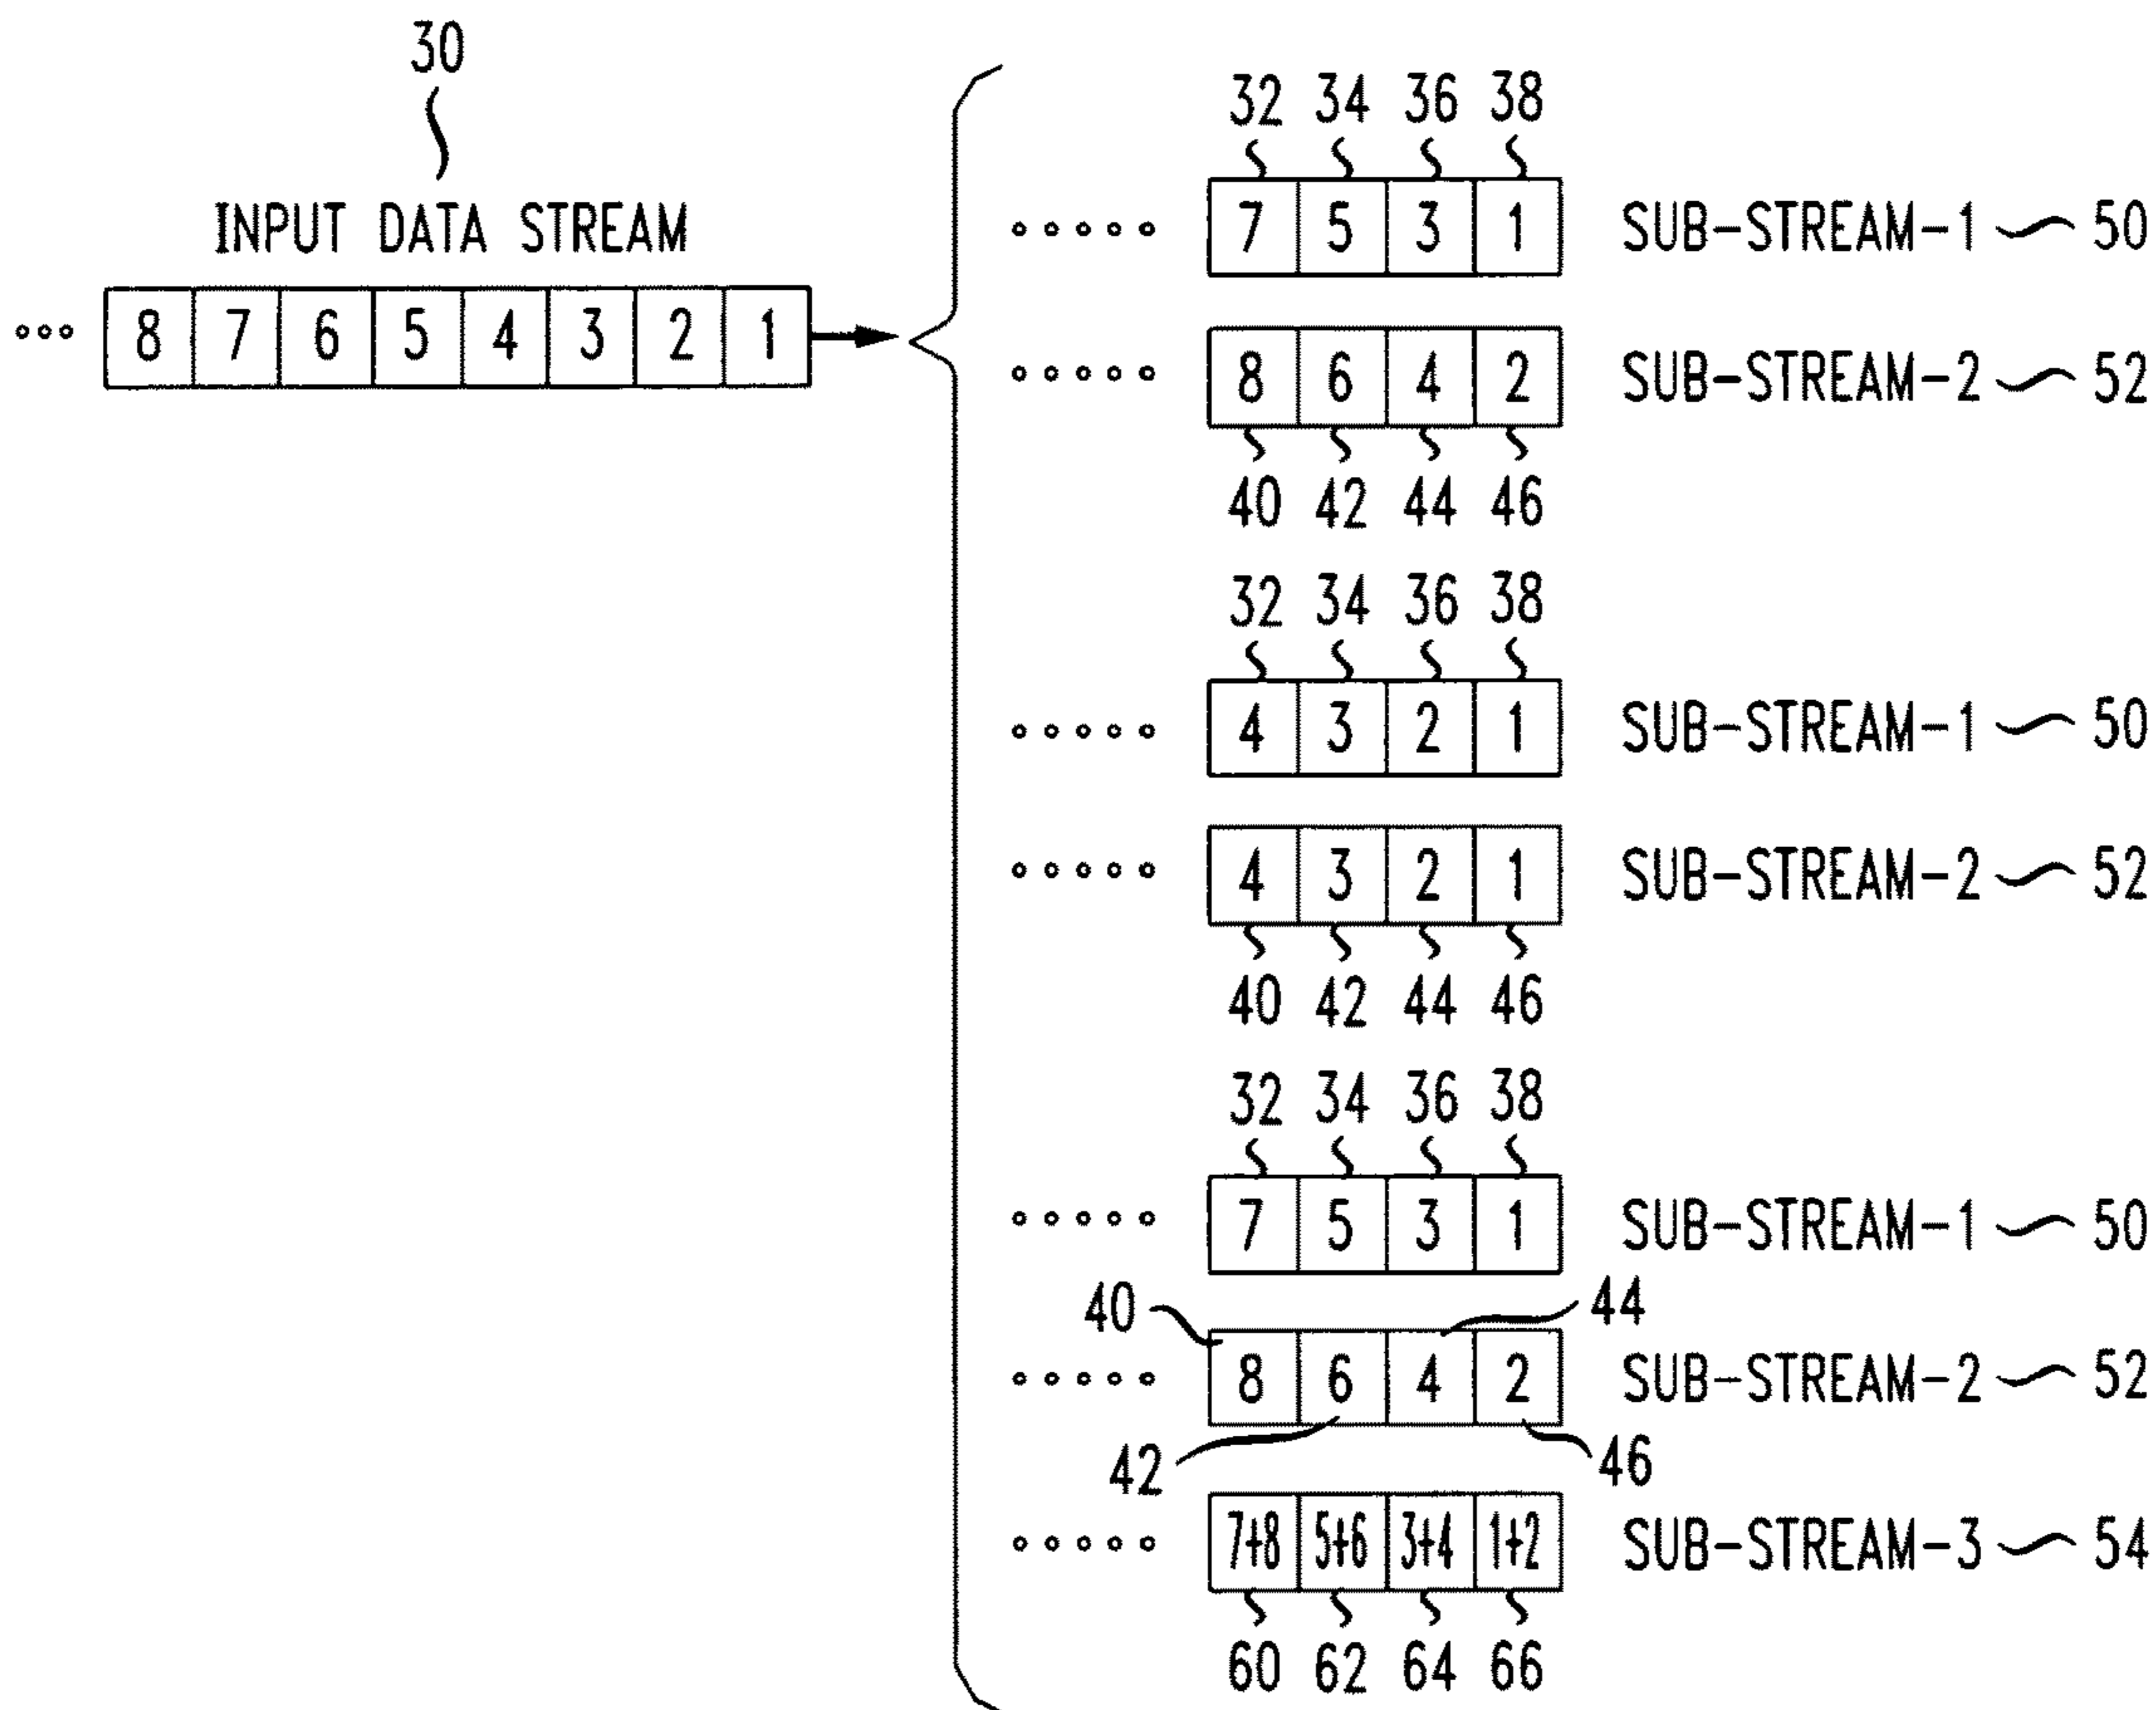 30
INPUT DATA STREAM
8 7 6 5 4 3 2 1
32 34 36 38
7 5 3 1 SUB-STREAM-1 50
8 6 4 2 SUB-STREAM-2 52
40 42 44 46
32 34 36 38
4 3 2 1 SUB-STREAM-1 50
4 3 2 1 SUB-STREAM-2 52
40 42 44 46
32 34 36 38
7 5 3 1 SUB-STREAM-1 50
40 44
8 6 4 2 SUB-STREAM-2 52
42 46
7+8 5+6 3+4 1+2 SUB-STREAM-3 54
60 62 64 66